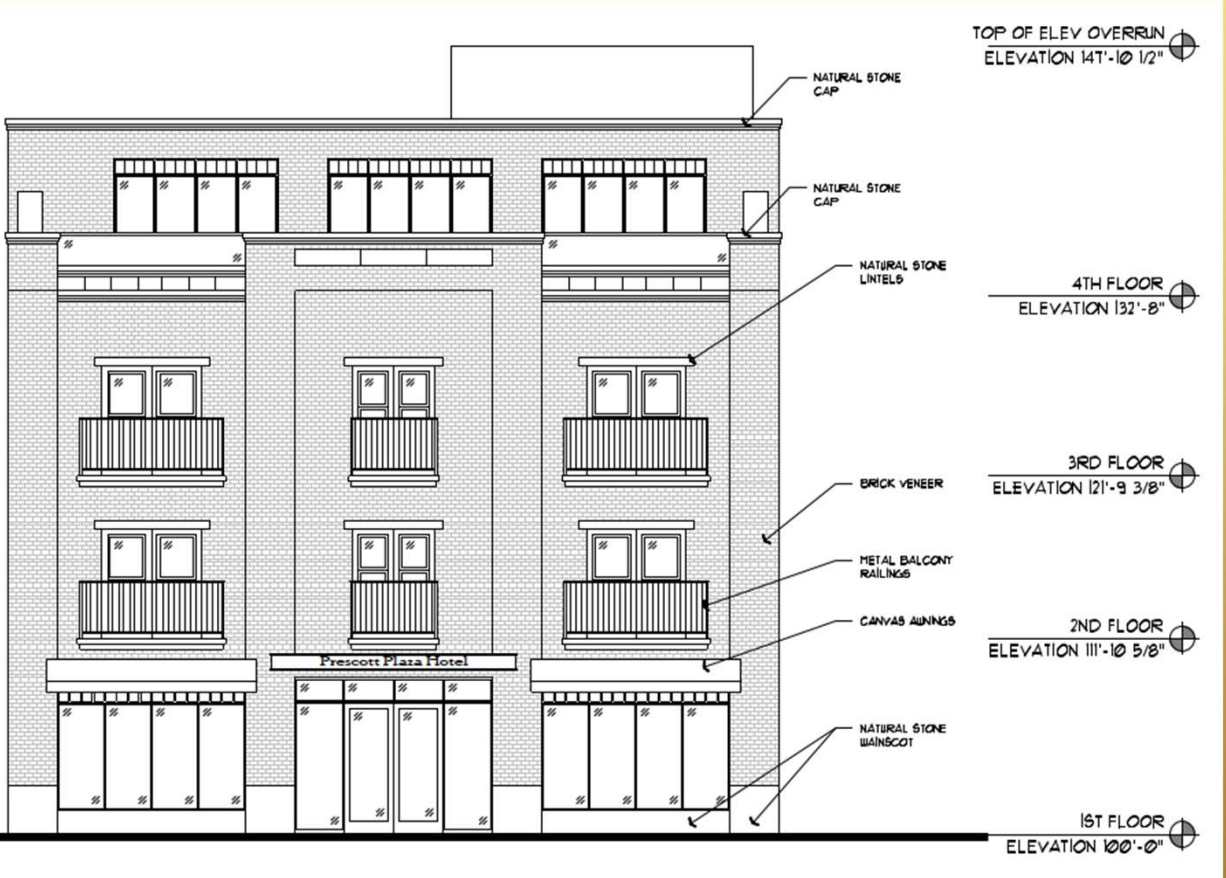 TOP OF ELEV OVERRUN
ELEVATION 147'-10 1/2"
NATURAL STONE
CAP
NATURAL STONE
CAP
NATURAL STONE
LINTELS
4TH FLOOR
ELEVATION 132'-8"
3RD FLOOR
ELEVATION 121'-9 3/8"
BRICK VENEER
METAL BALCONY
RAILINGS
CANVAS AWNINGS
2ND FLOOR
ELEVATION 111'-10 5/8"
Prescott Plaza Hotel
NATURAL STONE
WAINSCOT
1ST FLOOR
ELEVATION 100'-0"